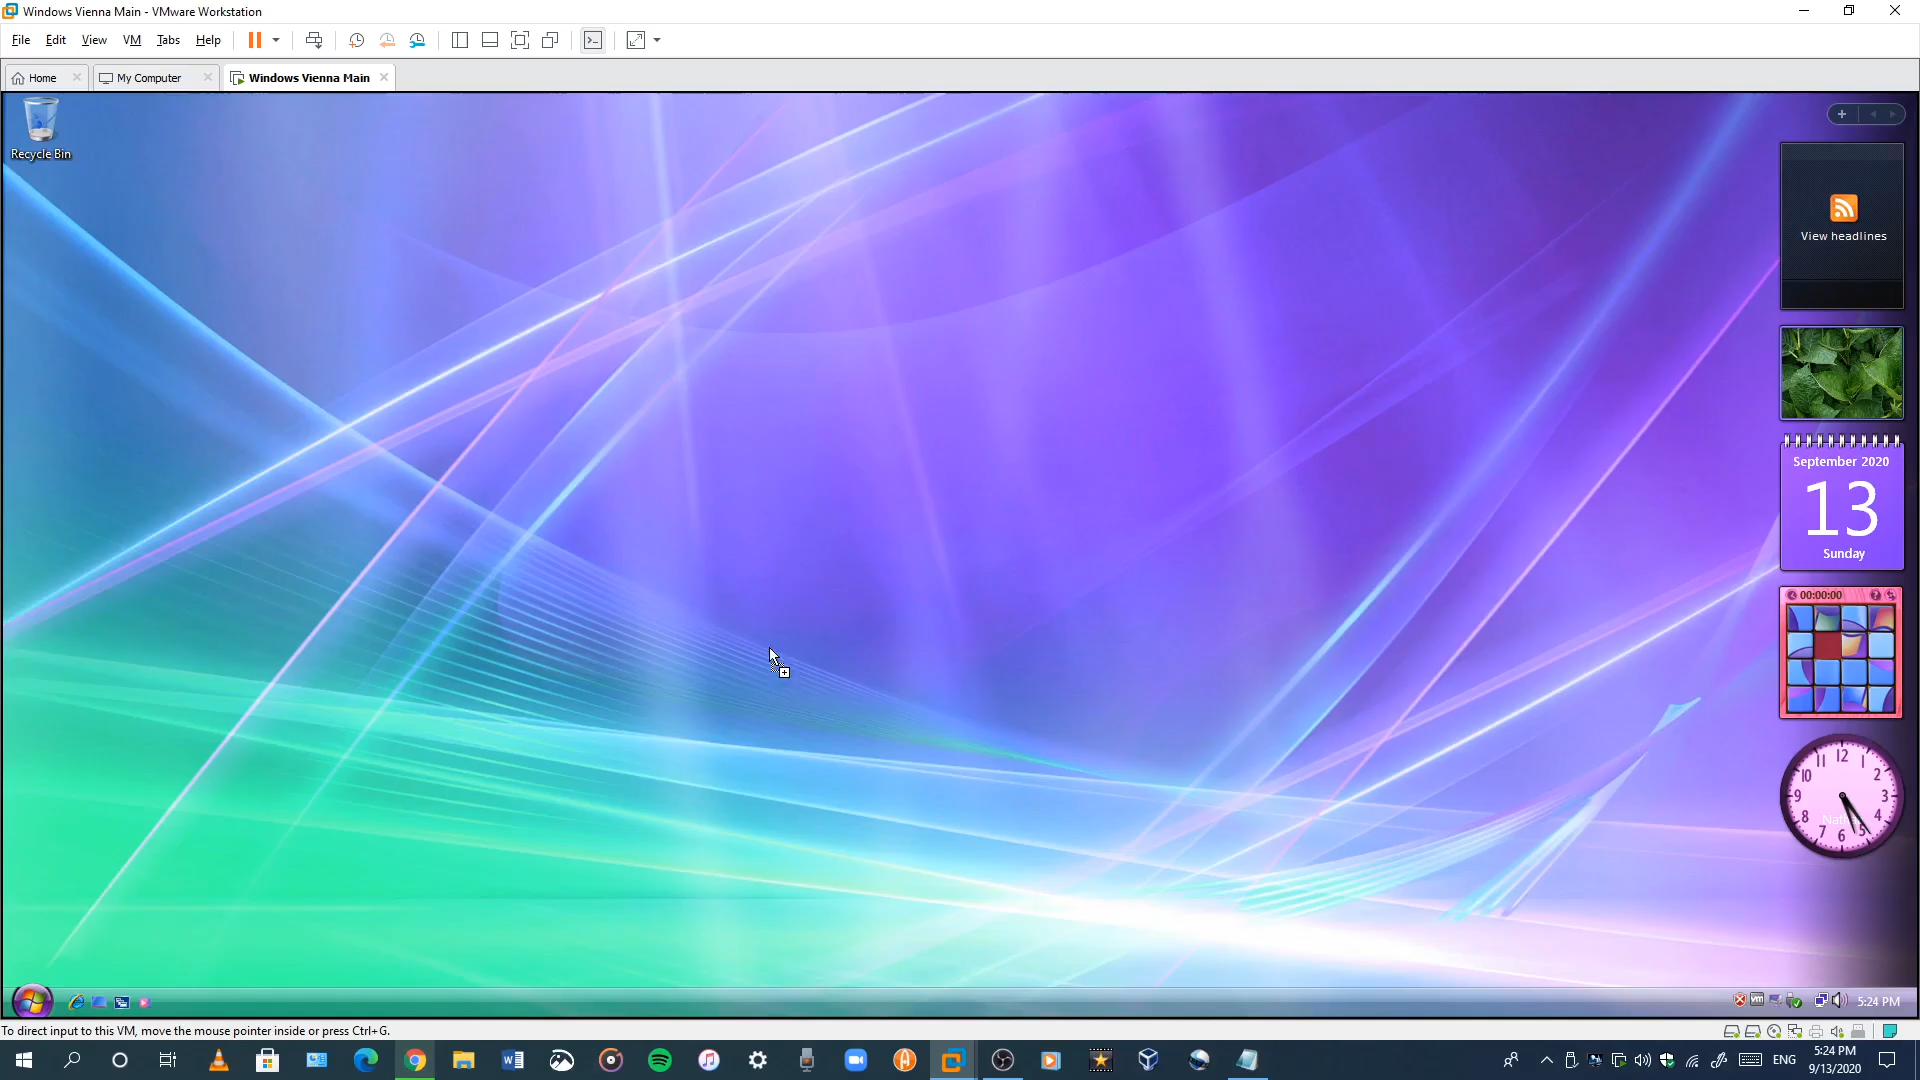 Windows Vienna Main - VMware Workstation
File Edit View VM Tabs Help
Home My Computer Windows Vienna Main
Recycle Bin
View headlines
September 2020
13
Sunday
00:00:00
12
11 1
10 2
9 3
8 4
7 5
6
5:24 PM
To direct input to this VM, move the mouse pointer inside or press Ctrl+G.
ENG
5:24 PM
9/13/2020